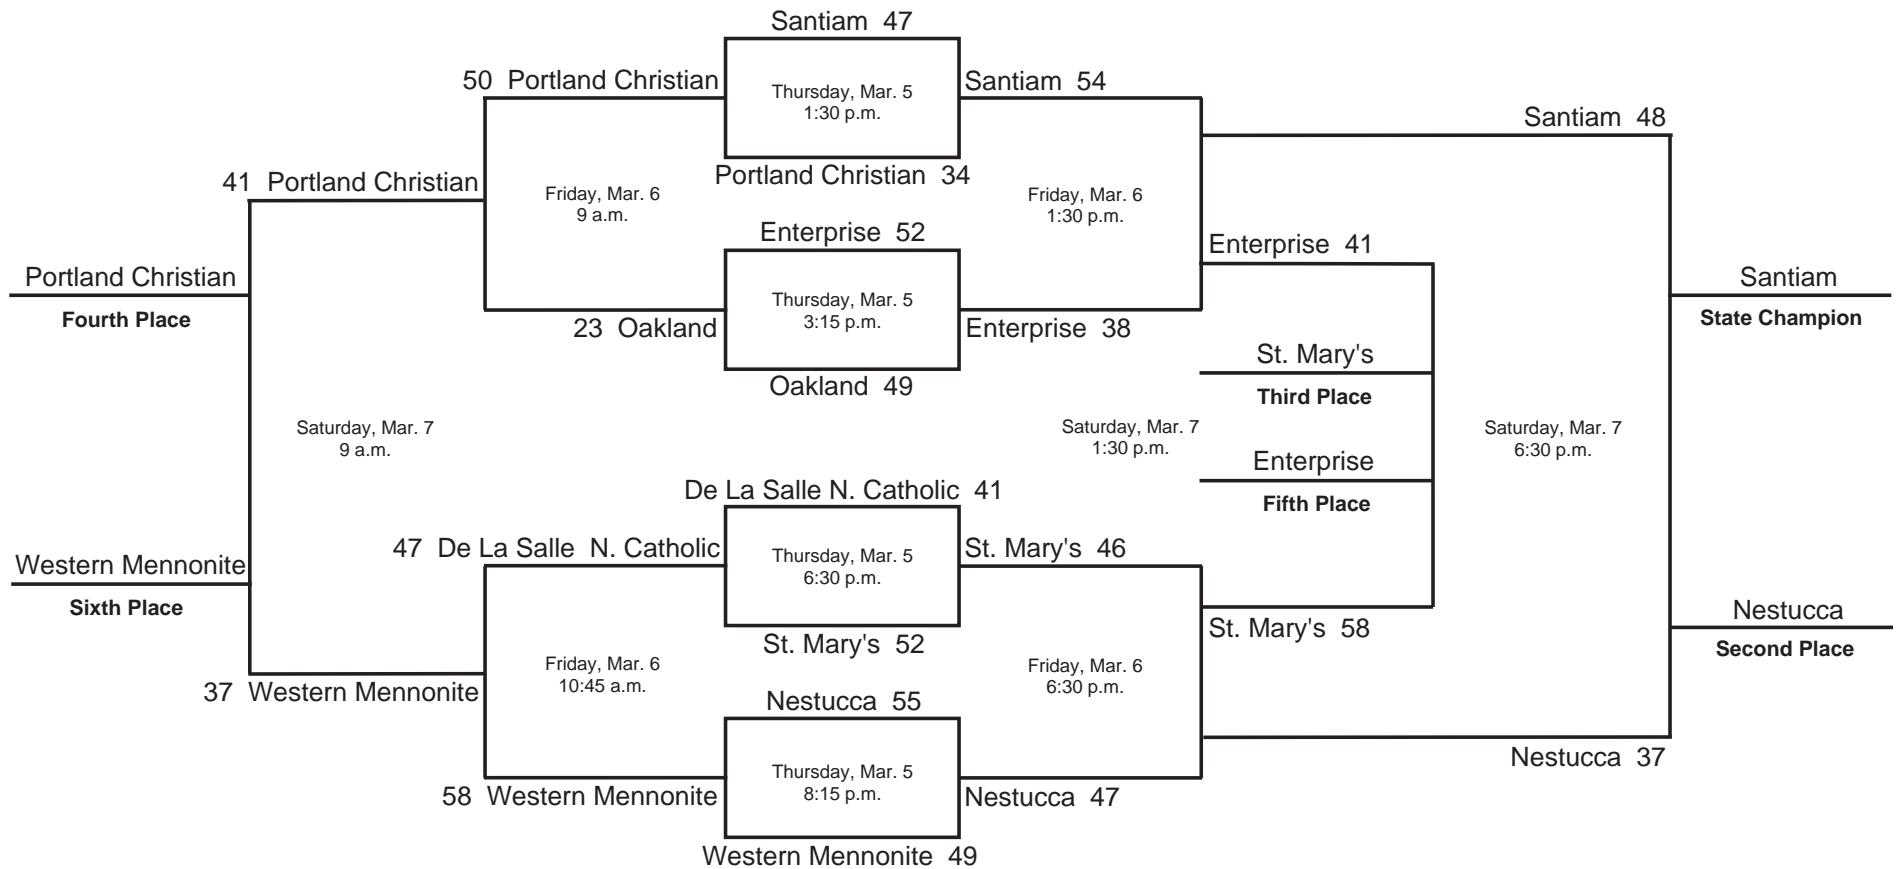 Santiam 47
50 Portland Christian
Thursday, Mar. 5
1:30 p.m.
Santiam 54
Santiam 48
Portland Christian 34
41 Portland Christian
Friday, Mar. 6
9 a.m.
Friday, Mar. 6
1:30 p.m.
Enterprise 52
Enterprise 41
Portland Christian
Fourth Place
Thursday, Mar. 5
3:15 p.m.
Santiam
State Champion
23 Oakland
Enterprise 38
Oakland 49
St. Mary's
Third Place
Saturday, Mar. 7
9 a.m.
Saturday, Mar. 7
1:30 p.m.
Saturday, Mar. 7
6:30 p.m.
Enterprise
Fifth Place
De La Salle N. Catholic 41
47 De La Salle N. Catholic
Thursday, Mar. 5
6:30 p.m.
St. Mary's 46
Western Mennonite
Sixth Place
St. Mary's 52
St. Mary's 58
Nestucca
Second Place
Friday, Mar. 6
10:45 a.m.
Friday, Mar. 6
6:30 p.m.
37 Western Mennonite
Nestucca 55
Nestucca 37
Thursday, Mar. 5
8:15 p.m.
58 Western Mennonite
Nestucca 47
Western Mennonite 49